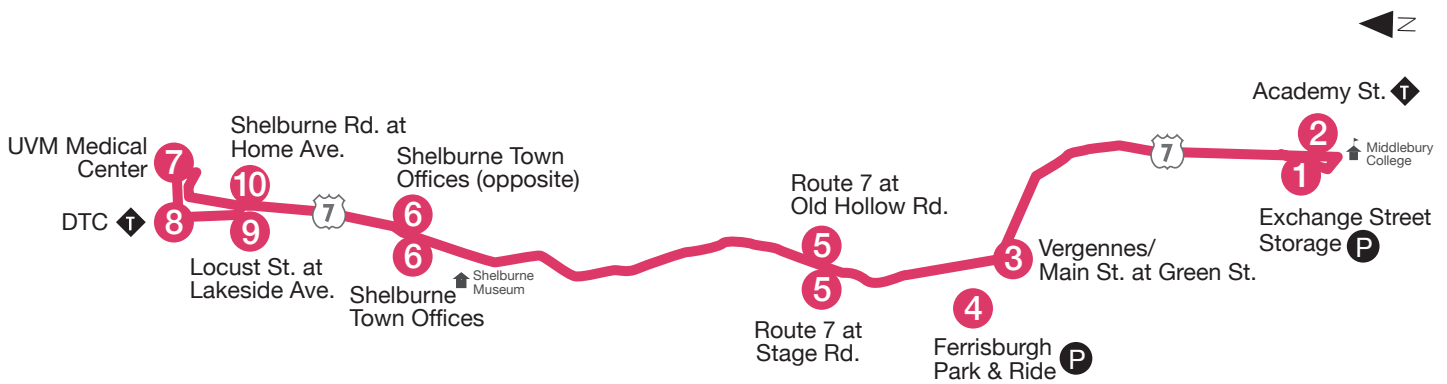 N
Academy St. T
2
Middlebury
College
1
Exchange Street
Storage P
7
UVM Medical
Center
7
DTC T
8
Shelburne Rd. at
Home Ave.
10
9
Locust St. at
Lakeside Ave.
7
Shelburne Town
Offices (opposite)
6
6
Shelburne
Town Offices
Shelburne
Museum
Route 7 at
Old Hollow Rd.
5
5
Route 7 at
Stage Rd.
3
Vergennes/
Main St. at Green St.
4
Ferrisburgh
Park & Ride P